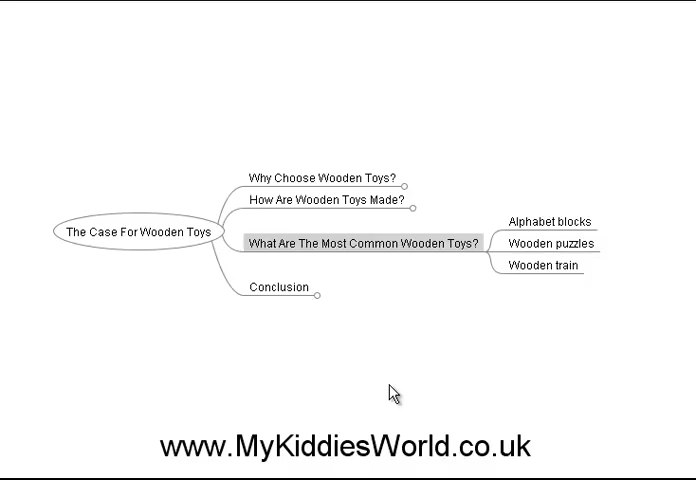 Why Choose Wooden Toys?
How Are Wooden Toys Made?
The Case For Wooden Toys
What Are The Most Common Wooden Toys?
Alphabet blocks
Wooden puzzles
Wooden train
Conclusion
www.MyKiddiesWorld.co.uk